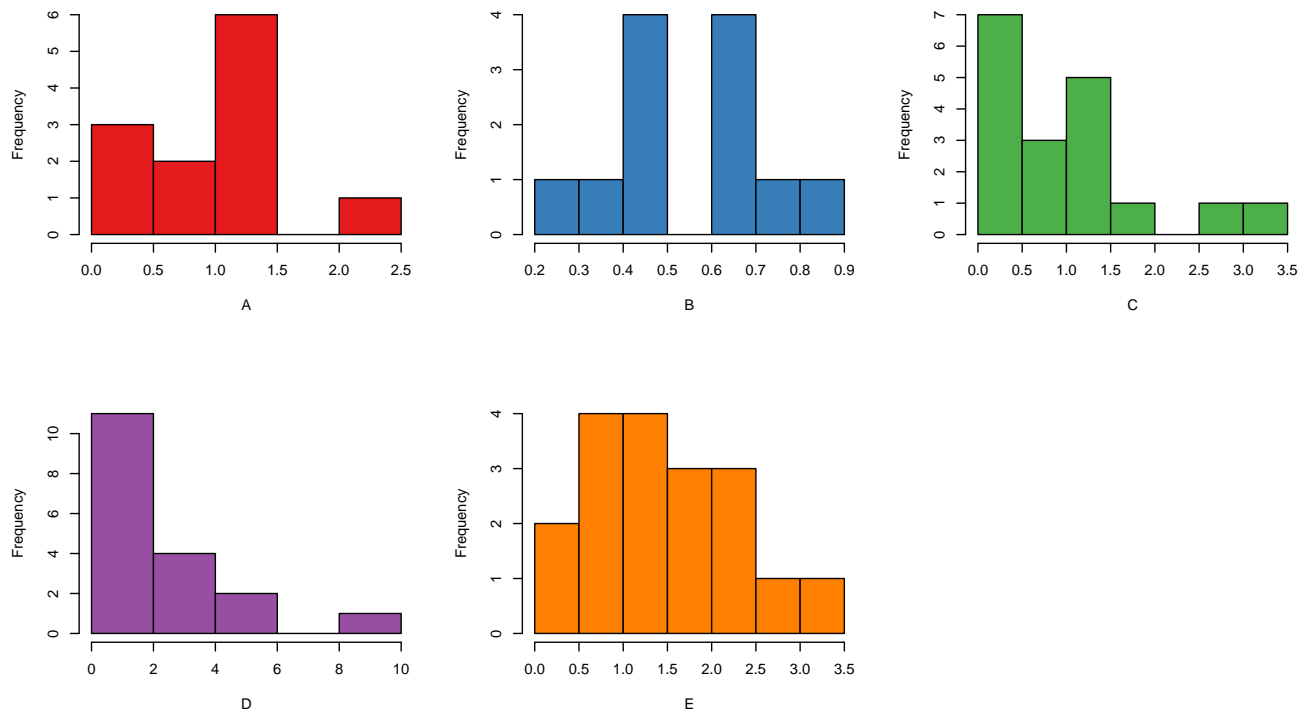 Frequency
0 1 2 3 4 5 6
0.0 0.5 1.0 1.5 2.0 2.5
A
Frequency
0 1 2 3 4
0.2 0.3 0.4 0.5 0.6 0.7 0.8 0.9
B
Frequency
0 1 2 3 4 5 6 7
0.0 0.5 1.0 1.5 2.0 2.5 3.0 3.5
C
Frequency
0 2 4 6 8 10
0 2 4 6 8 10
D
Frequency
0 1 2 3 4
0.0 0.5 1.0 1.5 2.0 2.5 3.0 3.5
E